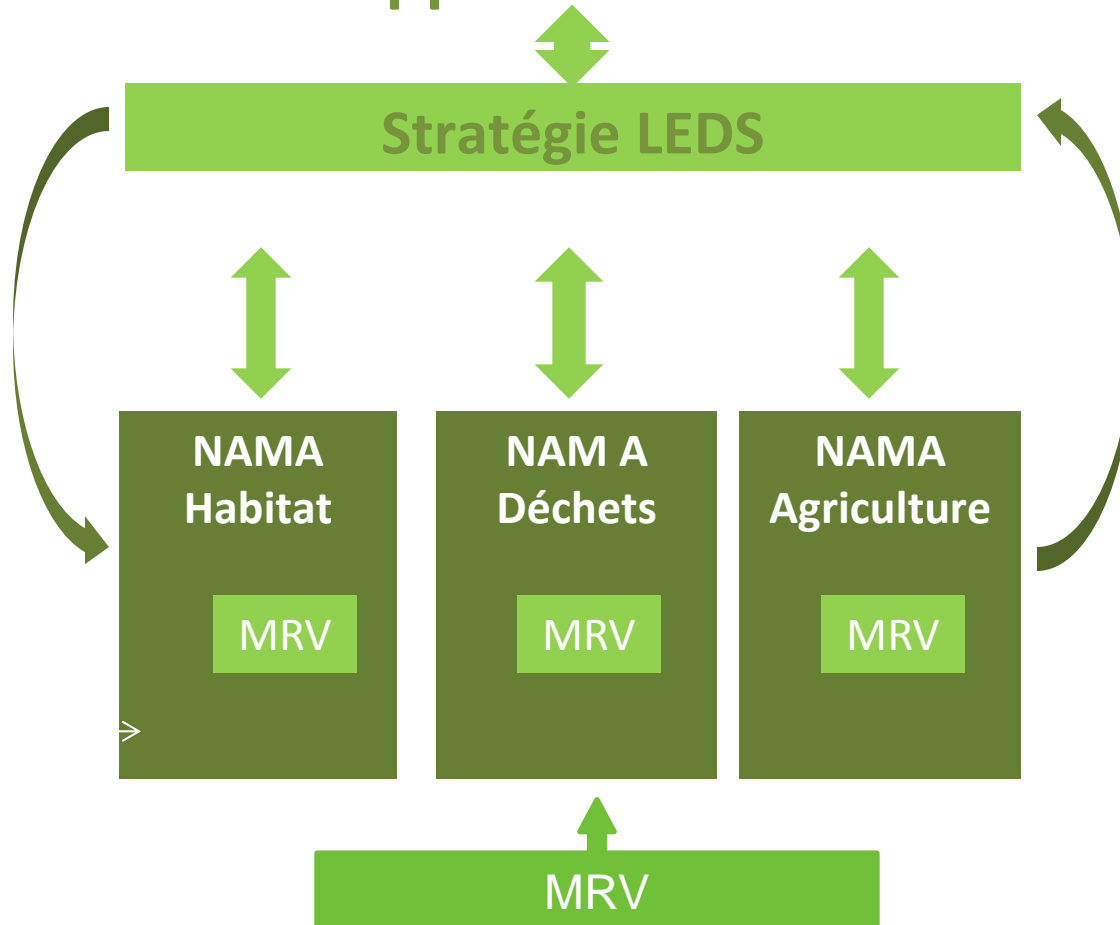 Stratégie LEDS
NAMA
Habitat
NAM A
Déchets
NAMA
Agriculture
MRV
MRV
MRV
MRV